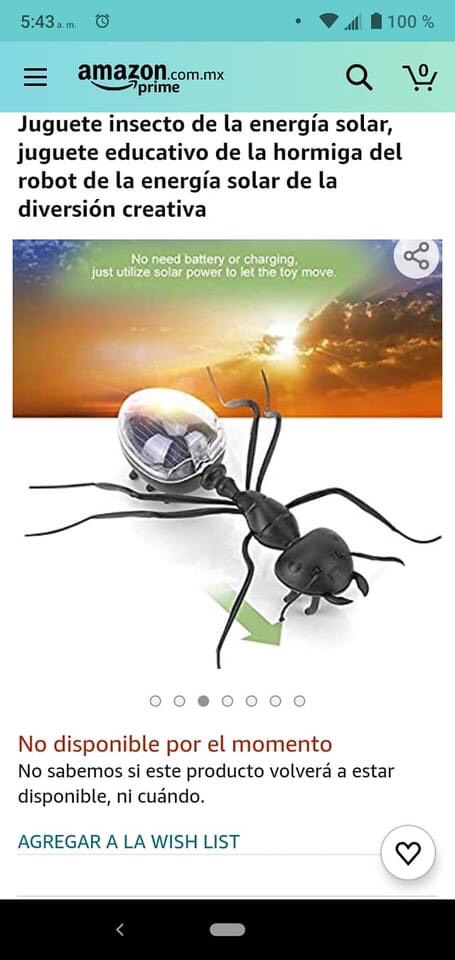 5:43 a. m.
100 %
amazon.com.mx
prime
0
Juguete insecto de la energía solar,
juguete educativo de la hormiga del
robot de la energía solar de la
diversión creativa
No need battery or charging,
just utilize solar power to let the toy move.
No disponible por el momento
No sabemos si este producto volverá a estar
disponible, ni cuándo.
AGREGAR A LA WISH LIST